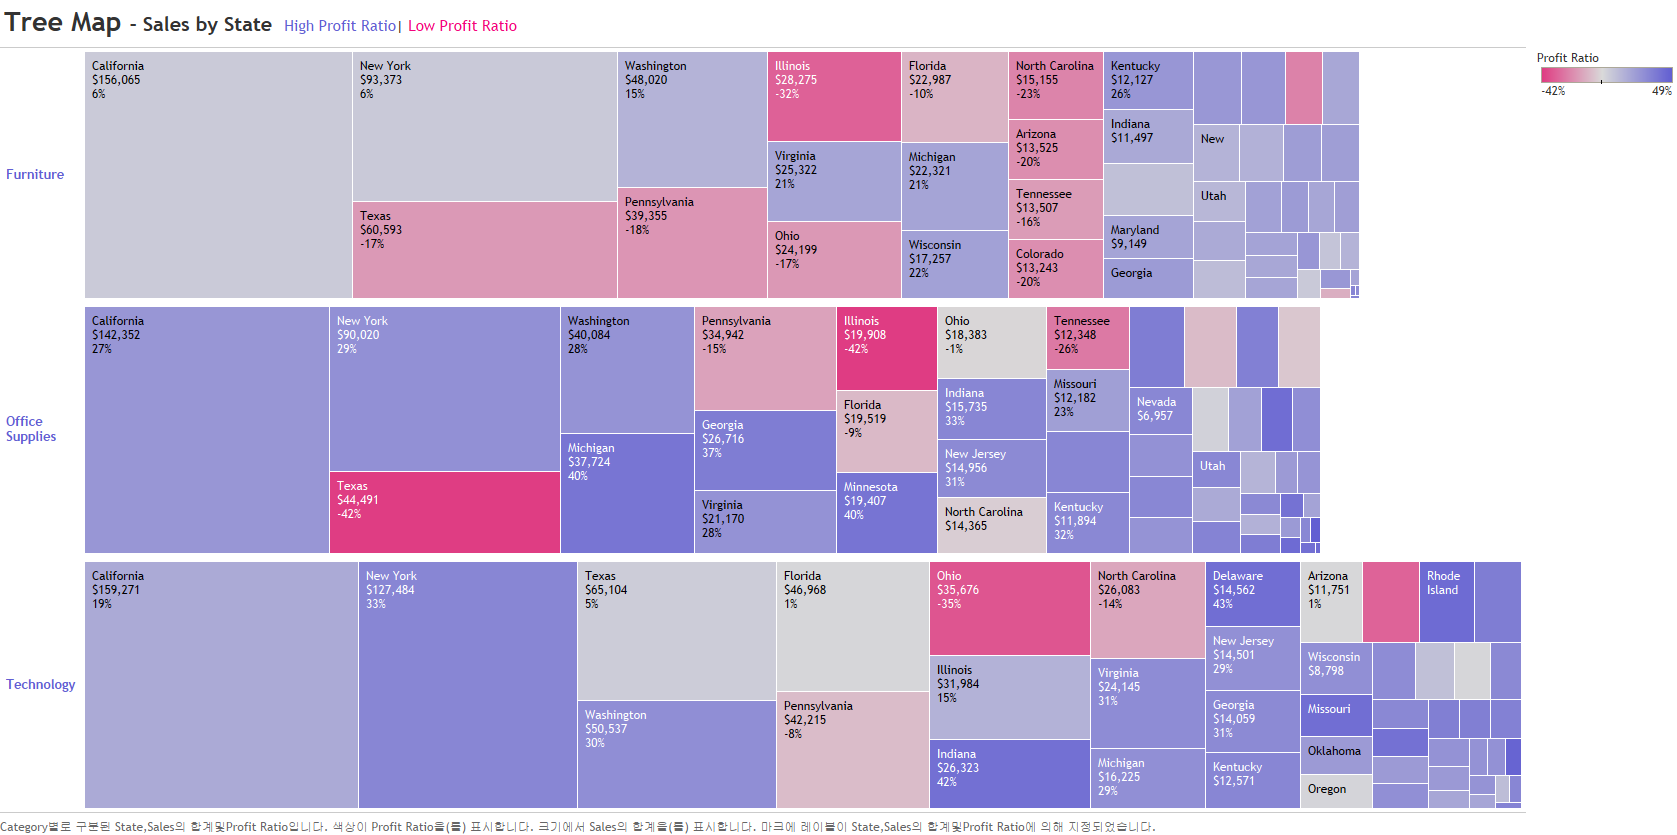 Tree Map - Sales by State High Profit Ratio| Low Profit Ratio
Profit Ratio
-42% 49%
Furniture
California
$156,065
6%
New York
$93,373
6%
Texas
$60,593
-17%
Washington
$48,020
15%
Pennsylvania
$39,355
-18%
Illinois
$28,275
-32%
Virginia
$25,322
21%
Ohio
$24,199
-17%
Florida
$22,987
-10%
Michigan
$22,321
21%
Wisconsin
$17,257
22%
North Carolina
$15,155
-23%
Arizona
$13,525
-20%
Tennessee
$13,507
-16%
Colorado
$13,243
-20%
Kentucky
$12,127
26%
Indiana
$11,497
Maryland
$9,149
Georgia
New
Utah
Office
Supplies
California
$142,352
27%
New York
$90,020
29%
Texas
$44,491
-42%
Washington
$40,084
28%
Michigan
$37,724
40%
Pennsylvania
$34,942
-15%
Georgia
$26,716
37%
Virginia
$21,170
28%
Illinois
$19,908
-42%
Florida
$19,519
-9%
Minnesota
$19,407
40%
Ohio
$18,383
-1%
Indiana
$15,735
33%
New Jersey
$14,956
31%
North Carolina
$14,365
Tennessee
$12,348
-26%
Missouri
$12,182
23%
Kentucky
$11,894
32%
Nevada
$6,957
Utah
Technology
California
$159,271
19%
New York
$127,484
33%
Texas
$65,104
5%
Washington
$50,537
30%
Florida
$46,968
1%
Pennsylvania
$42,215
-8%
Ohio
$35,676
-35%
Illinois
$31,984
15%
Indiana
$26,323
42%
North Carolina
$26,083
-14%
Virginia
$24,145
31%
Michigan
$16,225
29%
Delaware
$14,562
43%
New Jersey
$14,501
29%
Georgia
$14,059
31%
Kentucky
$12,571
Arizona
$11,751
1%
Wisconsin
$8,798
Missouri
Oklahoma
Oregon
Rhode
Island
Category별로 구분된 State,Sales의 합계및Profit Ratio입니다. 색상이 Profit Ratio을(를) 표시합니다. 크기에서 Sales의 합계을(를) 표시합니다. 마크에 레이블이 State,Sales의 합계및Profit Ratio에 의해 지정되었습니다.